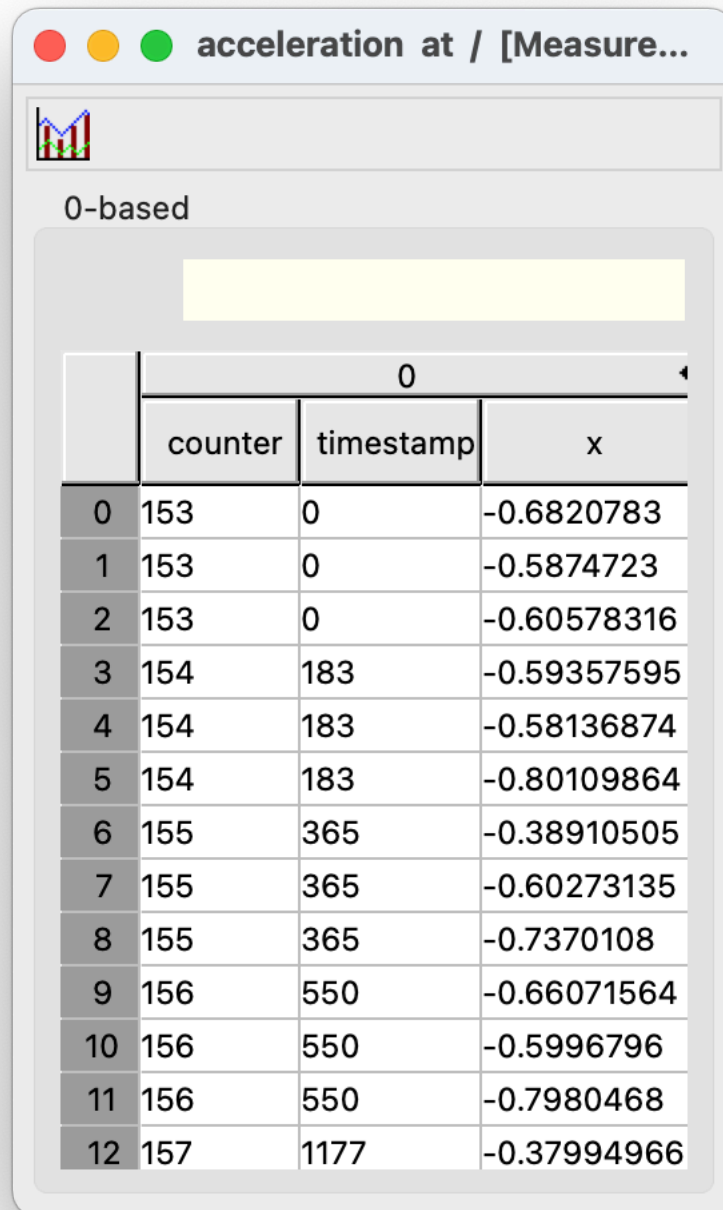 acceleration at / [Measure...
0-based
0
counter timestamp x
0 153 0 -0.6820783
1 153 0 -0.5874723
2 153 0 -0.60578316
3 154 183 -0.59357595
4 154 183 -0.58136874
5 154 183 -0.80109864
6 155 365 -0.38910505
7 155 365 -0.60273135
8 155 365 -0.7370108
9 156 550 -0.66071564
10 156 550 -0.5996796
11 156 550 -0.7980468
12 157 1177 -0.37994966